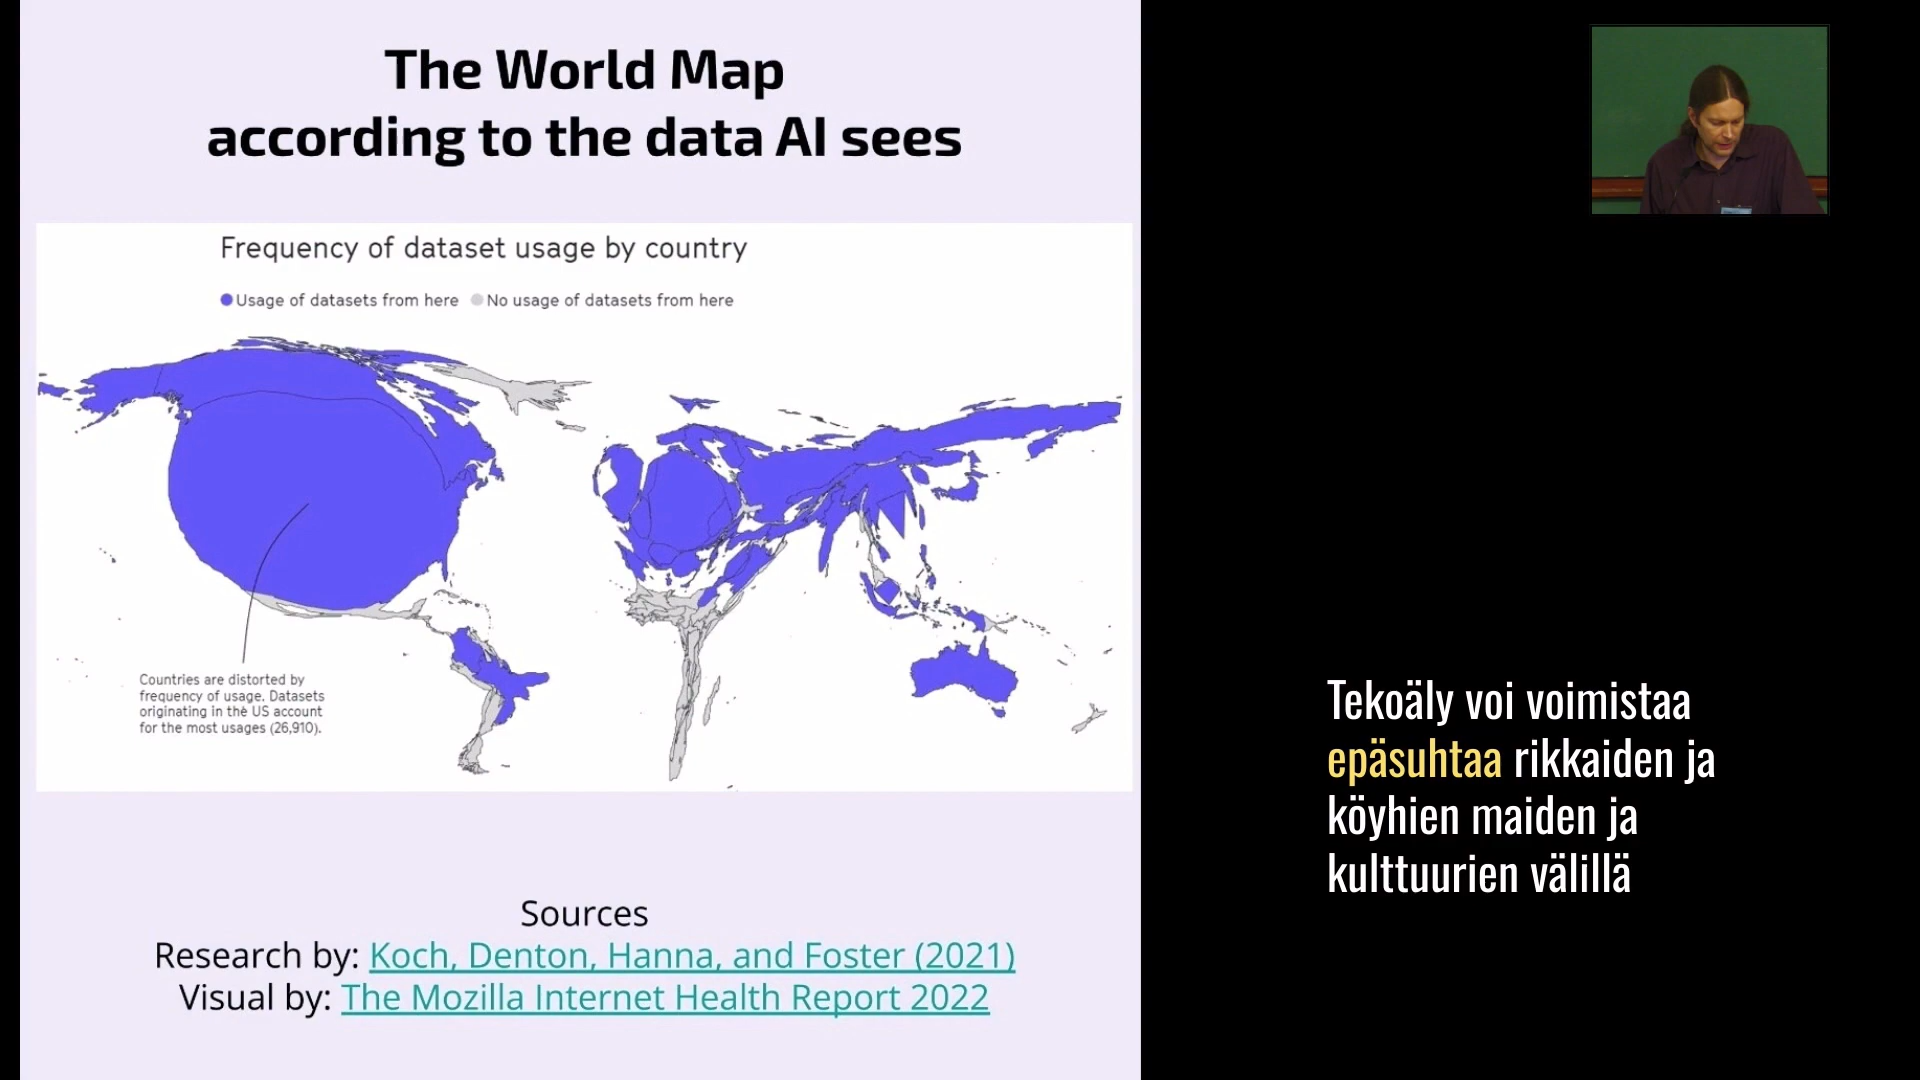 The World Map
according to the data AI sees
Frequency of dataset usage by country
Usage of datasets from here No usage of datasets from here
Countries are distorted by
frequency of usage. Datasets
originating in the US account
for the most usages (26,910).
Sources
Research by: Koch, Denton, Hanna, and Foster (2021)
Visual by: The Mozilla Internet Health Report 2022
Tekoäly voi voimistaa
epäsuhtaa rikkaiden ja
köyhien maiden ja
kulttuurien välillä